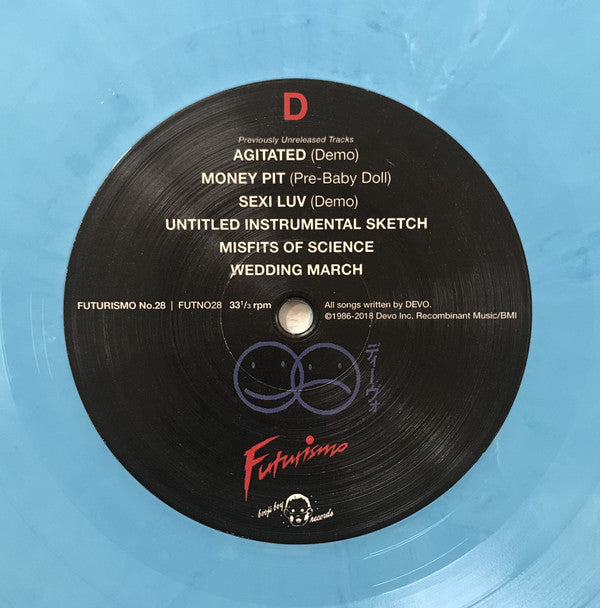 D
Previously Unreleased Tracks
AGITATED (Demo)
MONEY PIT (Pre-Baby Doll)
SEXI LUV (Demo)
UNTITLED INSTRUMENTAL SKETCH
MISFITS OF SCIENCE
WEDDING MARCH
FUTURISMO No.28 | FUTNO28 33 1/3 rpm
All songs written by DEVO.
©1986-2018 Devo Inc. Recombinant Music/BMI
ディーヴォ
Futurismo
booji boy records